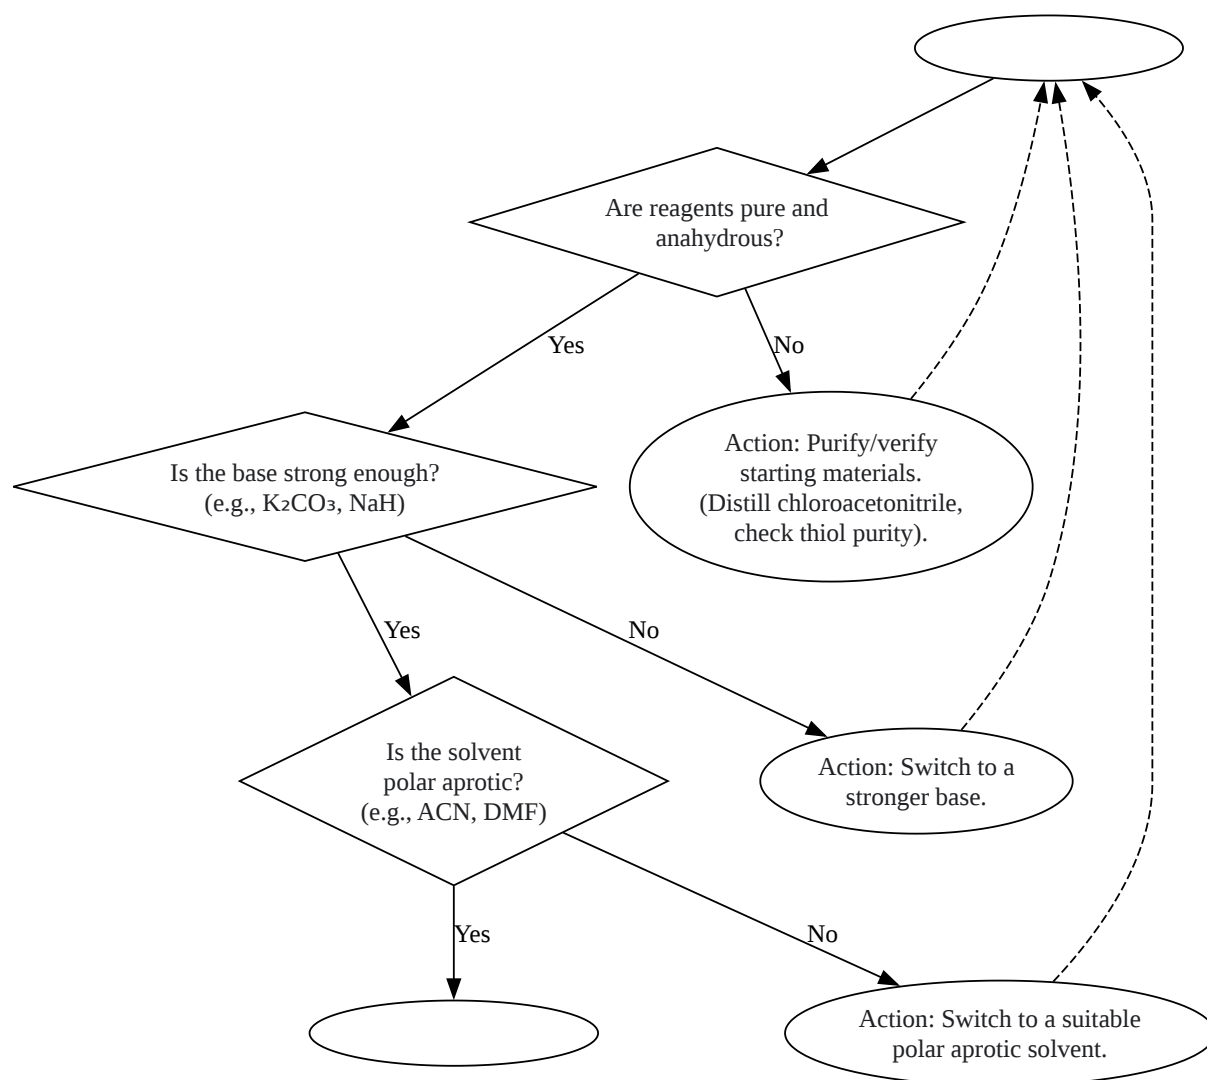 Are reagents pure and
anahydrous?
Yes
No
Is the base strong enough?
(e.g., K₂CO₃, NaH)
Action: Purify/verify
starting materials.
(Distill chloroacetonitrile,
check thiol purity).
Yes
No
Is the solvent
polar aprotic?
(e.g., ACN, DMF)
Action: Switch to a
stronger base.
Yes
No
Action: Switch to a suitable
polar aprotic solvent.